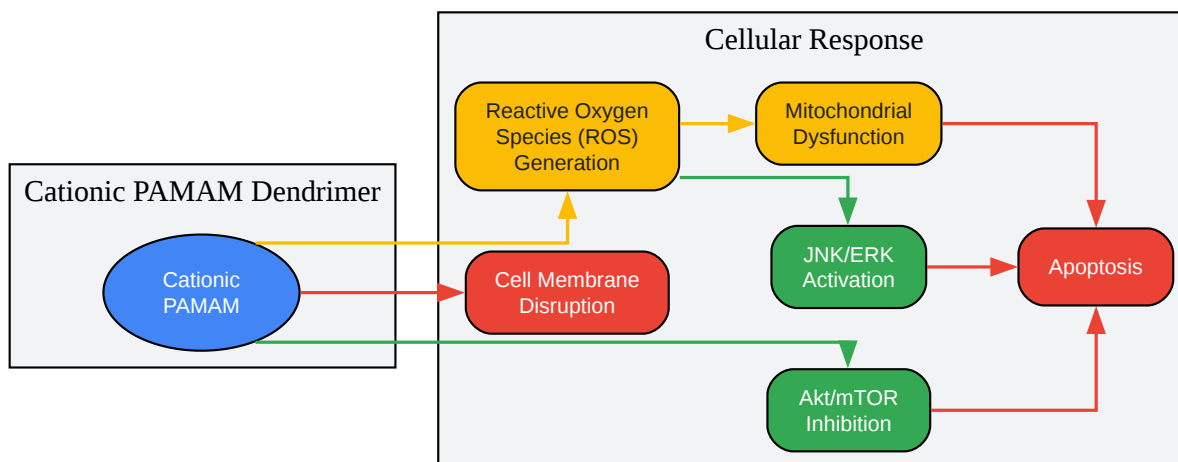 Cellular Response
Reactive Oxygen
Species (ROS)
Generation
Mitochondrial
Dysfunction
Cationic PAMAM Dendrimer
Cationic
PAMAM
Cell Membrane
Disruption
JNK/ERK
Activation
Apoptosis
Akt/mTOR
Inhibition